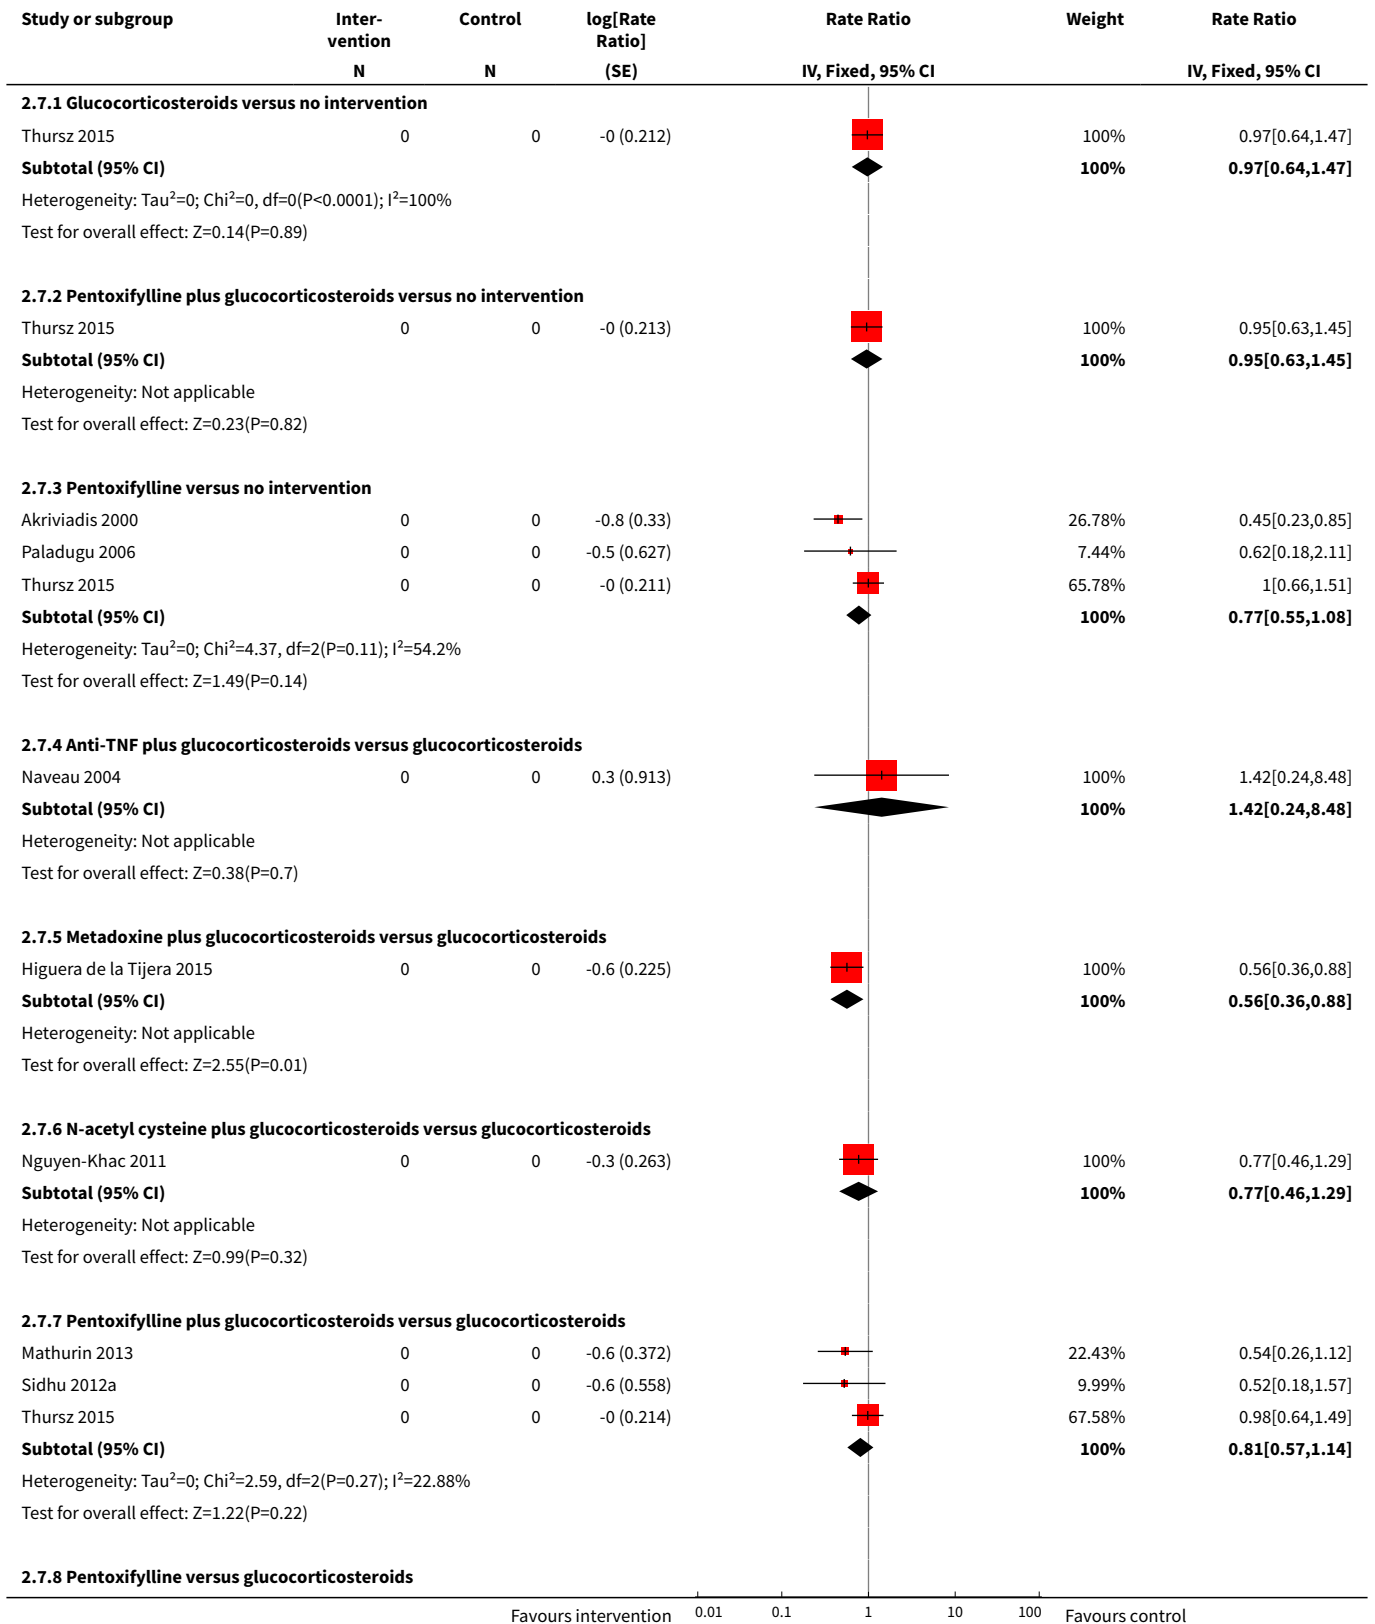 Study or subgroup Inter-vention Control log[Rate Ratio] Rate Ratio Weight Rate Ratio
N N (SE) IV, Fixed, 95% CI IV, Fixed, 95% CI
2.7.1 Glucocorticosteroids versus no intervention
Thursz 2015 0 0 -0 (0.212) 100% 0.97[0.64,1.47]
Subtotal (95% CI) 100% 0.97[0.64,1.47]
Heterogeneity: Tau²=0; Chi²=0, df=0(P<0.0001); I²=100%
Test for overall effect: Z=0.14(P=0.89)
2.7.2 Pentoxifylline plus glucocorticosteroids versus no intervention
Thursz 2015 0 0 -0 (0.213) 100% 0.95[0.63,1.45]
Subtotal (95% CI) 100% 0.95[0.63,1.45]
Heterogeneity: Not applicable
Test for overall effect: Z=0.23(P=0.82)
2.7.3 Pentoxifylline versus no intervention
Akriviadis 2000 0 0 -0.8 (0.33) 26.78% 0.45[0.23,0.85]
Paladugu 2006 0 0 -0.5 (0.627) 7.44% 0.62[0.18,2.11]
Thursz 2015 0 0 -0 (0.211) 65.78% 1[0.66,1.51]
Subtotal (95% CI) 100% 0.77[0.55,1.08]
Heterogeneity: Tau²=0; Chi²=4.37, df=2(P=0.11); I²=54.2%
Test for overall effect: Z=1.49(P=0.14)
2.7.4 Anti-TNF plus glucocorticosteroids versus glucocorticosteroids
Naveau 2004 0 0 0.3 (0.913) 100% 1.42[0.24,8.48]
Subtotal (95% CI) 100% 1.42[0.24,8.48]
Heterogeneity: Not applicable
Test for overall effect: Z=0.38(P=0.7)
2.7.5 Metadoxine plus glucocorticosteroids versus glucocorticosteroids
Higuera de la Tijera 2015 0 0 -0.6 (0.225) 100% 0.56[0.36,0.88]
Subtotal (95% CI) 100% 0.56[0.36,0.88]
Heterogeneity: Not applicable
Test for overall effect: Z=2.55(P=0.01)
2.7.6 N-acetyl cysteine plus glucocorticosteroids versus glucocorticosteroids
Nguyen-Khac 2011 0 0 -0.3 (0.263) 100% 0.77[0.46,1.29]
Subtotal (95% CI) 100% 0.77[0.46,1.29]
Heterogeneity: Not applicable
Test for overall effect: Z=0.99(P=0.32)
2.7.7 Pentoxifylline plus glucocorticosteroids versus glucocorticosteroids
Mathurin 2013 0 0 -0.6 (0.372) 22.43% 0.54[0.26,1.12]
Sidhu 2012a 0 0 -0.6 (0.558) 9.99% 0.52[0.18,1.57]
Thursz 2015 0 0 -0 (0.214) 67.58% 0.98[0.64,1.49]
Subtotal (95% CI) 100% 0.81[0.57,1.14]
Heterogeneity: Tau²=0; Chi²=2.59, df=2(P=0.27); I²=22.88%
Test for overall effect: Z=1.22(P=0.22)
2.7.8 Pentoxifylline versus glucocorticosteroids
Favours intervention 0.01 0.1 1 10 100 Favours control